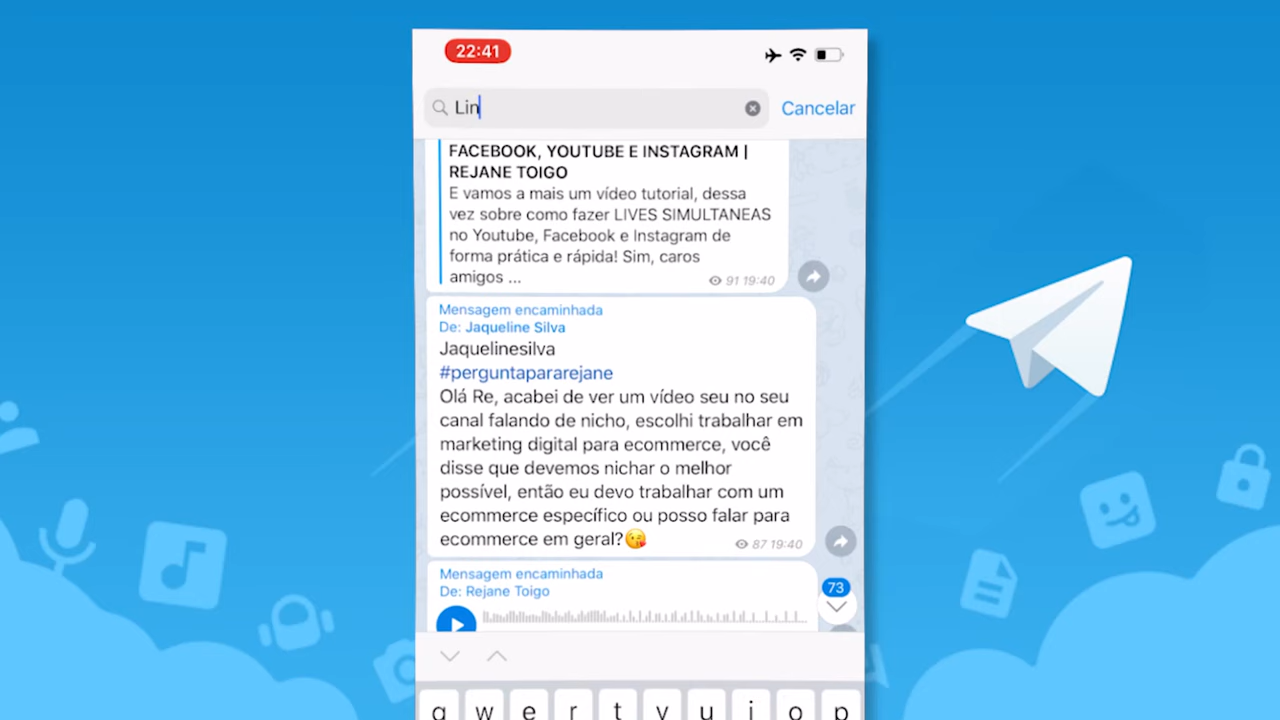 22:41
Lin
Cancelar
FACEBOOK, YOUTUBE E INSTAGRAM |
REJANE TOIGO
E vamos a mais um vídeo tutorial, dessa
vez sobre como fazer LIVES SIMULTANEAS
no Youtube, Facebook e Instagram de
forma prática e rápida! Sim, caros
amigos ...
91 19:40
Mensagem encaminhada
De: Jaqueline Silva
Jaquelinesilva
#perguntapararejane
Olá Re, acabei de ver um vídeo seu no seu
canal falando de nicho, escolhi trabalhar em
marketing digital para ecommerce, você
disse que devemos nichar o melhor
possível, então eu devo trabalhar com um
ecommerce específico ou posso falar para
ecommerce em geral?😘
87 19:40
Mensagem encaminhada
De: Rejane Toigo
73
q w e r t y u i o p